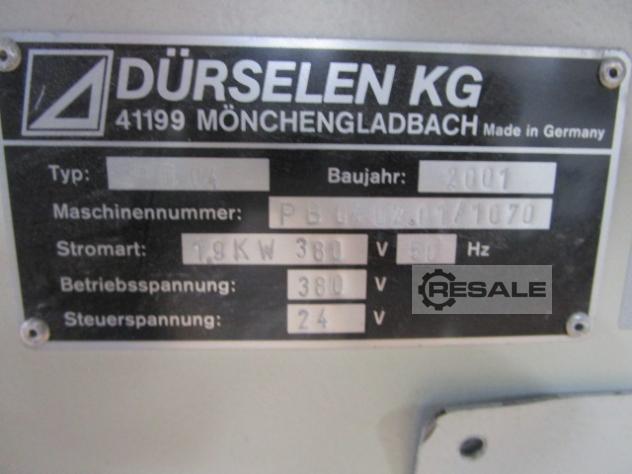 DÜRSELEN KG
41199 MÖNCHENGLADBACH Made in Germany
Typ: Baujahr: 2001
Maschinennummer:
Stromart: 1,9KW 380 V 50 Hz
Betriebsspannung: 380 V
Steuerspannung: 24 V
RESALE